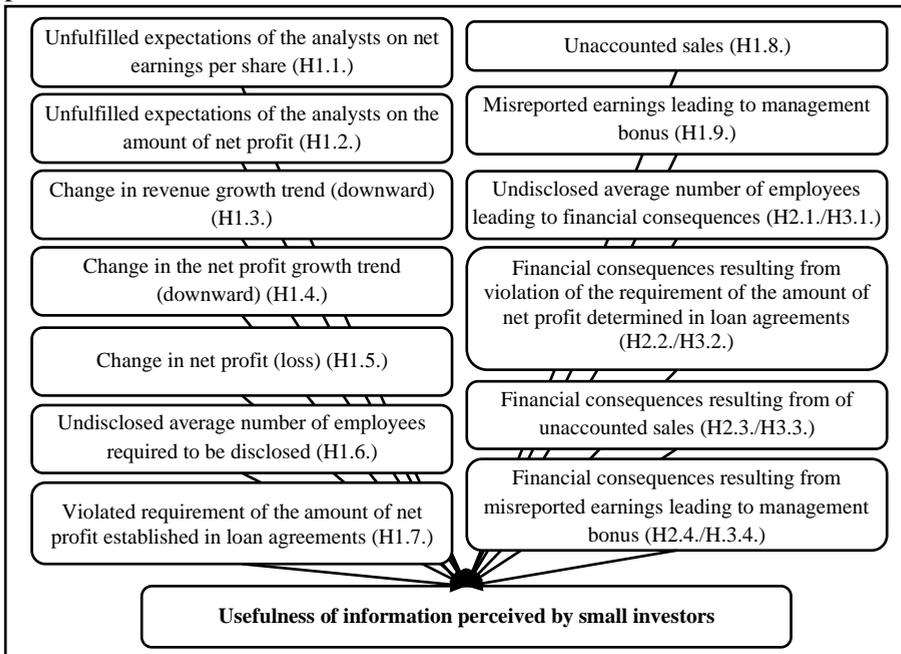 Unfulfilled expectations of the analysts on net
earnings per share (H1.1.)
Unfulfilled expectations of the analysts on the
amount of net profit (H1.2.)
Change in revenue growth trend (downward)
(H1.3.)
Change in the net profit growth trend
(downward) (H1.4.)
Change in net profit (loss) (H1.5.)
Undisclosed average number of employees
required to be disclosed (H1.6.)
Violated requirement of the amount of net
profit established in loan agreements (H1.7.)
Unaccounted sales (H1.8.)
Misreported earnings leading to management
bonus (H1.9.)
Undisclosed average number of employees
leading to financial consequences (H2.1./H3.1.)
Financial consequences resulting from
violation of the requirement of the amount of
net profit determined in loan agreements
(H2.2./H3.2.)
Financial consequences resulting from of
unaccounted sales (H2.3./H3.3.)
Financial consequences resulting from
misreported earnings leading to management
bonus (H2.4./H.3.4.)
Usefulness of information perceived by small investors